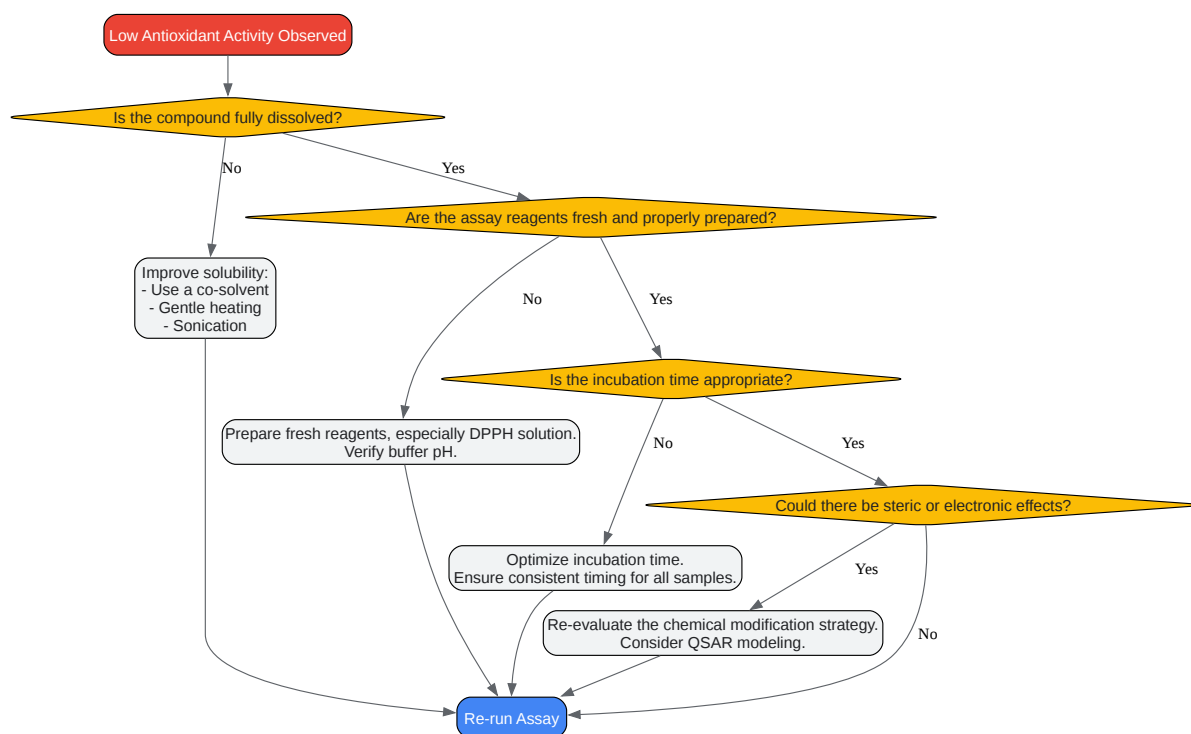 Low Antioxidant Activity Observed
Is the compound fully dissolved?
No
Yes
Are the assay reagents fresh and properly prepared?
Improve solubility:
- Use a co-solvent
- Gentle heating
- Sonication
No
Yes
Is the incubation time appropriate?
Prepare fresh reagents, especially DPPH solution.
Verify buffer pH.
No
Yes
Could there be steric or electronic effects?
Optimize incubation time.
Ensure consistent timing for all samples.
Yes
Re-evaluate the chemical modification strategy.
Consider QSAR modeling.
No
Re-run Assay